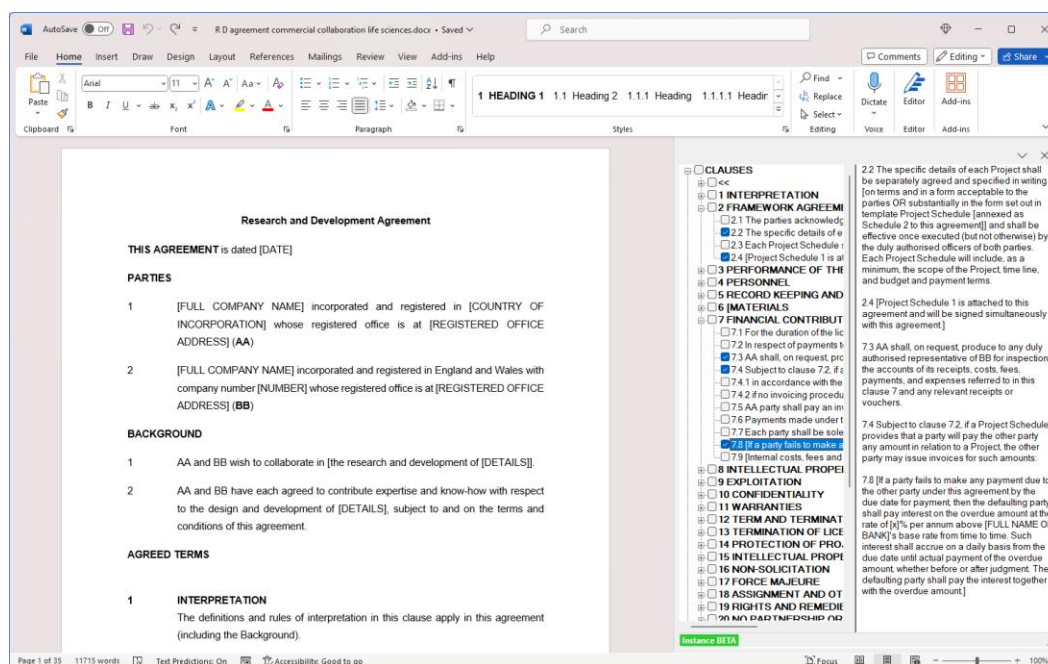 AutoSave Off R D agreement commercial collaboration life sciences.docx • Saved Search
File Home Insert Draw Design Layout References Mailings Review View Add-ins Help Comments Editing Share
Paste
Clipboard
Arial 11
Font
Paragraph
1 HEADING 1 1.1 Heading 2 1.1.1 Heading 1.1.1.1 Headin
Styles
Find
Replace
Select
Editing
Dictate
Voice
Editor
Editor
Add-ins
Add-ins
Research and Development Agreement
THIS AGREEMENT is dated [DATE]
PARTIES
1 [FULL COMPANY NAME] incorporated and registered in [COUNTRY OF
INCORPORATION] whose registered office is at [REGISTERED OFFICE
ADDRESS] (AA)
2 [FULL COMPANY NAME] incorporated and registered in England and Wales with
company number [NUMBER] whose registered office is at [REGISTERED OFFICE
ADDRESS] (BB)
BACKGROUND
1 AA and BB wish to collaborate in [the research and development of [DETAILS]].
2 AA and BB have each agreed to contribute expertise and know-how with respect
to the design and development of [DETAILS], subject to and on the terms and
conditions of this agreement.
AGREED TERMS
1 INTERPRETATION
The definitions and rules of interpretation in this clause apply in this agreement
(including the Background).
CLAUSES
<<
1 INTERPRETATION
2 FRAMEWORK AGREEMI
2.1 The parties acknowledg
2.2 The specific details of e
2.3 Each Project Schedule
2.4 [Project Schedule 1 is at
3 PERFORMANCE OF THE
4 PERSONNEL
5 RECORD KEEPING AND
6 [MATERIALS
7 FINANCIAL CONTRIBUT
7.1 For the duration of the lic
7.2 In respect of payments t
7.3 AA shall, on request, pro
7.4 Subject to clause 7.2, if a
7.4.1 in accordance with the
7.4.2 if no invoicing procedu
7.5 AA party shall pay an inv
7.6 Payments made under t
7.7 Each party shall be sole
7.8 [If a party fails to make a
7.9 [Internal costs, fees and
8 INTELLECTUAL PROPEI
9 EXPLOITATION
10 CONFIDENTIALITY
11 WARRANTIES
12 TERM AND TERMINAT
13 TERMINATION OF LICE
14 PROTECTION OF PRO.
15 INTELLECTUAL PROPE
16 NON-SOLICITATION
17 FORCE MAJEURE
18 ASSIGNMENT AND OT
19 RIGHTS AND REMEDIE
20 NO PARTNERSHIP OR
Instance BETA
2.2 The specific details of each Project shall
be separately agreed and specified in writing
[on terms and in a form acceptable to the
parties OR substantially in the form set out in
template Project Schedule [annexed as
Schedule 2 to this agreement]] and shall be
effective once executed (but not otherwise) by
the duly authorised officers of both parties.
Each Project Schedule will include, as a
minimum, the scope of the Project, time line,
and budget and payment terms.
2.4 [Project Schedule 1 is attached to this
agreement and will be signed simultaneously
with this agreement.]
7.3 AA shall, on request, produce to any duly
authorised representative of BB for inspection
the accounts of its receipts, costs, fees,
payments, and expenses referred to in this
clause 7 and any relevant receipts or
vouchers.
7.4 Subject to clause 7.2, if a Project Schedule
provides that a party will pay the other party
any amount in relation to a Project, the other
party may issue invoices for such amounts:
7.8 [If a party fails to make any payment due to
the other party under this agreement by the
due date for payment, then the defaulting party
shall pay interest on the overdue amount at the
rate of [x]% per annum above [FULL NAME O
BANK]'s base rate from time to time. Such
interest shall accrue on a daily basis from the
due date until actual payment of the overdue
amount, whether before or after judgment. The
defaulting party shall pay the interest together
with the overdue amount.]
Page 1 of 35 11715 words Text Predictions: On Accessibility: Good to go Focus 100%